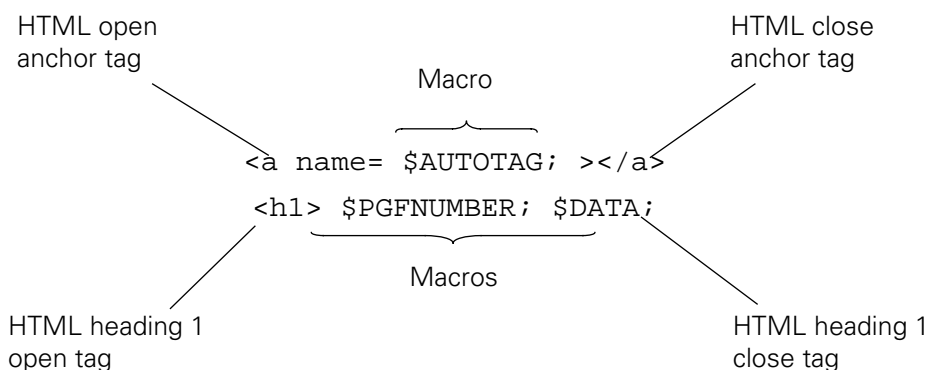 HTML open
anchor tag
HTML close
anchor tag
Macro
<a name= $AUTOTAG; ></a>
<h1> $PGFNUMBER; $DATA;
Macros
HTML heading 1
open tag
HTML heading 1
close tag